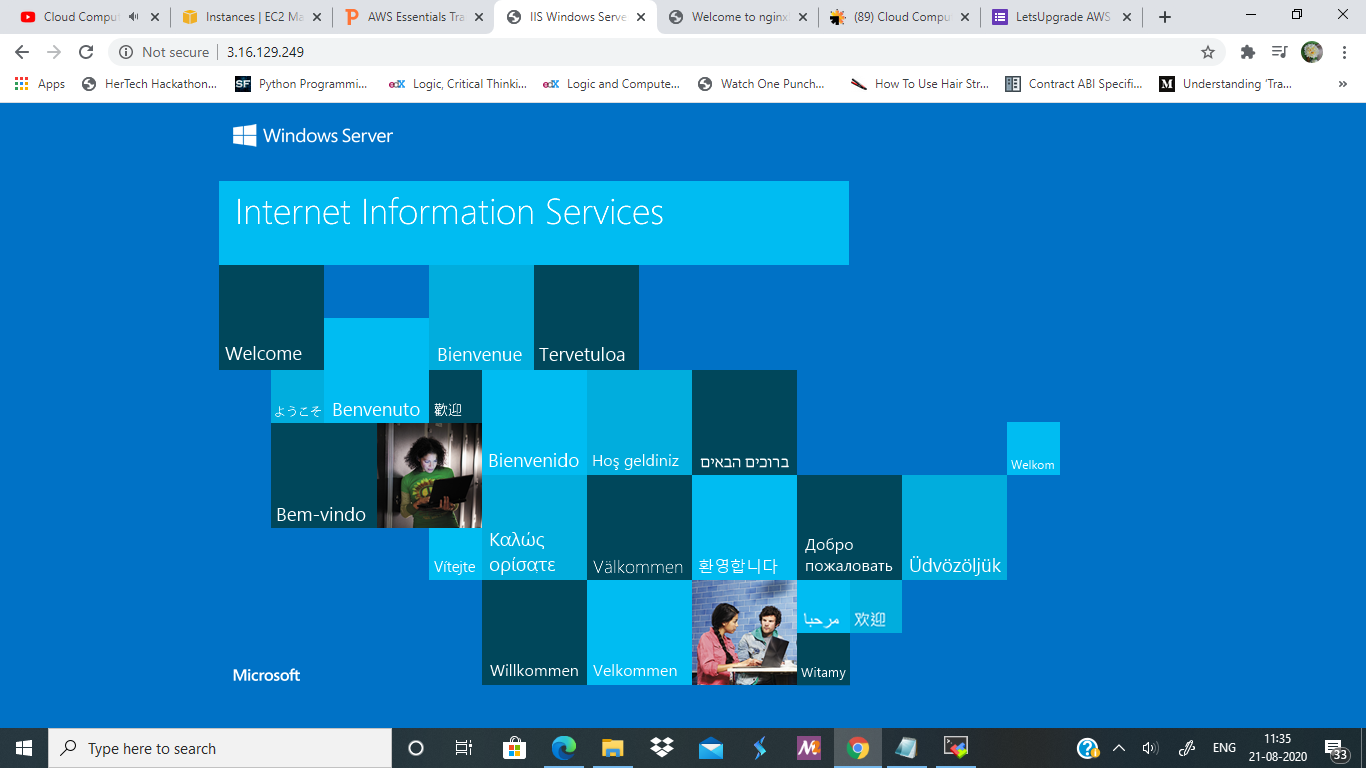 Cloud Comput
Instances | EC2 Ma
AWS Essentials Tra
IIS Windows Serve
Welcome to nginx
(89) Cloud Compu
LetsUpgrade AWS
Not secure
3.16.129.249
Apps
HerTech Hackathon...
SF
Python Programmi...
edX
Logic, Critical Thinki...
edX
Logic and Compute...
Watch One Punch...
How To Use Hair Str...
Contract ABI Specifi...
M
Understanding ‘Tra...
»
Windows Server
Internet Information Services
Welcome
Bienvenue
Tervetuloa
ようこそ
Benvenuto
歡迎
Bienvenido
Hoş geldiniz
ברוכים הבאים
Welkom
Bem-vindo
Vítejte
Καλώς
ορίσατε
Välkommen
환영합니다
Добро
пожаловать
Üdvözöljük
Willkommen
Velkommen
مرحبا
欢迎
Witamy
Microsoft
Type here to search
ENG
11:35
21-08-2020
33